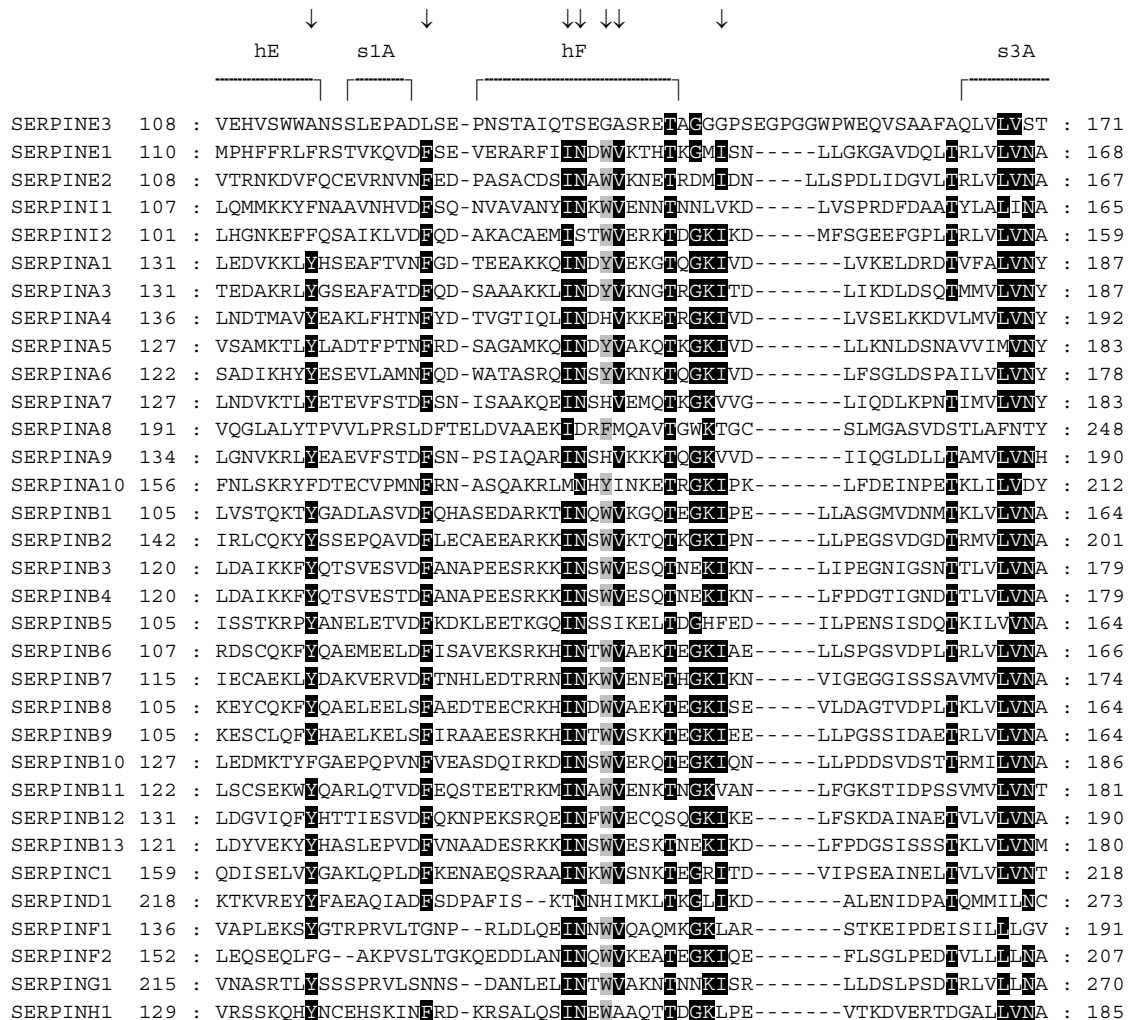 ↓ ↓ ↓↓ ↓↓ ↓
hE s1A hF s3A
SERPINE3 108 : VEHVSWWANSSLEPADLSE-PNSTAIQTSEGASRETAGGGPSEGPGGWPWEQVSAAFAQLVLVST : 171
SERPINE1 110 : MPHFFRLFRSTVKQVDFSE-VERARFIINDWVKTHTKGMISN-----LLGKGAVDQLTRLVLVNA : 168
SERPINE2 108 : VTRNKDVFQCEVRNVNFED-PASACDSINAWVKNETRDMIDN-----LLSPDLIDGVLTRLVLVNA : 167
SERPINI1 107 : LQMMKKYFNAAVNHVDFSQ-NVAVANYINKWVENNTNNLVKD-----LVSPRDFDAATYLALINA : 165
SERPINI2 101 : LHGNKEFFQSAIKLVDFQD-AKACAEMISTWVERKTDGKIKD-----MFSGEEFGPLTRLVLVNA : 159
SERPINA1 131 : LEDVKKLYHSEAFTVNFGD-TEEAKKQINDYVEKGTQGKIVD-------LVKELDRDTVFALVNY : 187
SERPINA3 131 : TEDAKRLYGSEAFATDFQD-SAAAKKLINDYVKNGTRGKITD-------LIKDLDSQTMMVLVNY : 187
SERPINA4 136 : LNDTMAVYEAKLFHTNFYD-TVGTIQLINDHVKKETRGKIVD-------LVSELKKDVLMVLVNY : 192
SERPINA5 127 : VSAMKTLYLADTFPTNFRD-SAGAMKQINDYVAKQTKGKIVD-------LLKNLDSNAVVIMVNY : 183
SERPINA6 122 : SADIKHYYESEVLAMNFQD-WATASRQINSYVKNKTQGKIVD-------LFSGLDSPAILVLVNY : 178
SERPINA7 127 : LNDVKTLYETEVFSTDFSN-ISAAKQEINSHVEMQTKGKVVG-------LIQDLKPNTIMVLVNY : 183
SERPINA8 191 : VQGLALYTPVVLPRSLDFTELDVAAEKIDRFMQAVTGWKTGC-------SLMGASVDSTLAFNTY : 248
SERPINA9 134 : LGNVKRLYEAEVFSTDFSN-PSIAQARINSHVKKKTQGKVVD-------IIQGLDLLTAMVLVNH : 190
SERPINA10 156 : FNLSKRYFDTECVPMNFRN-ASQAKRLMNHYINKETRGKIPK-------LFDEINPETKLILVDY : 212
SERPINB1 105 : LVSTQKTYGADLASVDFQHASEDARKTINQWVKGQTEGKIPE------LLASGMVDNMTKLVLVNA : 164
SERPINB2 142 : IRLCQKYYSSEPQAVDFLECAEEARKKINSWVKTQTKGKIPN------LLPEGSVDGDTRMVLVNA : 201
SERPINB3 120 : LDAIKKFYQTSVESVDFANAPEESRKKINSWVESQTNEKIKN------LIPEGNIGSNTTLVLVNA : 179
SERPINB4 120 : LDAIKKFYQTSVESTDFANAPEESRKKINSWVESQTNEKIKN------LFPDGTIGNDTTLVLVNA : 179
SERPINB5 105 : ISSTKRPYANELETVDFKDKLEETKGQINSSIKELTDGHFED------ILPENSISDQTKILVVNA : 164
SERPINB6 107 : RDSCQKFYQAEMEELDFISAVEKSRKHINTWVAEKTEGKIAE------LLSPGSVDPLTRLVLVNA : 166
SERPINB7 115 : IECAEKLYDAKVERVDFTNHLEDTRRNINKWVENETHGKIKN------VIGEGGISSSAVMVLVNA : 174
SERPINB8 105 : KEYCQKFYQAELEELSFAEDTEECRKHINDWVAEKTEGKISE------VLDAGTVDPLTKLVLVNA : 164
SERPINB9 105 : KESCLQFYHAELKELSFIRAAEESRKHINTWVSKKTEGKIEE------LLPGSSIDAETRLVLVNA : 164
SERPINB10 127 : LEDMKTYFGAEPQPVNFVEASDQIRKDINSWVERQTEGKIQN------LLPDDSVDSTTRMILVNA : 186
SERPINB11 122 : LSCSEKWYQARLQTVDFEQSTEETRKMINAWVENKTNGKVAN------LFGKSTIDPSSVMVLVNT : 181
SERPINB12 131 : LDGVIQFYHTTIESVDFQKNPEKSRQEINFWVECQSQGKIKE------LFSKDAINAETVLVLVNA : 190
SERPINB13 121 : LDYVEKYYHASLEPVDFVNAADESRKKINSWVESKTNEKIKD------LFPDGSISSSTKLVLVNM : 180
SERPINC1 159 : QDISELVYGAKLQPLDFKENAEQSRAAINKWVSNKTEGRITD------VIPSEAINELTVLVLVNT : 218
SERPIND1 218 : KTKVREYYFAEAQIADFSDPAFIS--KTNNHIMKLTKGLIKD------ALENIDPATQMMILNC : 273
SERPINF1 136 : VAPLEKSYGTRPRVLTGNP--RLDLQEINNWVQAQMKGKLAR------STKEIPDEISILLLGV : 191
SERPINF2 152 : LEQSEQLFG--AKPVSLTGKQEDDLANINQWVKEATEGKIQE------FLSGLPEDTVLLLLNA : 207
SERPING1 215 : VNASRTLYSSSPRVLSNNS--DANLELINTWVAKNTNNKISR------LLDSLPSDTRLVLLNA : 270
SERPINH1 129 : VRSSKQHYNCEHSKINFRD-KRSALQSINEWAAQTTDGKLPE-------VTKDVERTDGALLVNA : 185